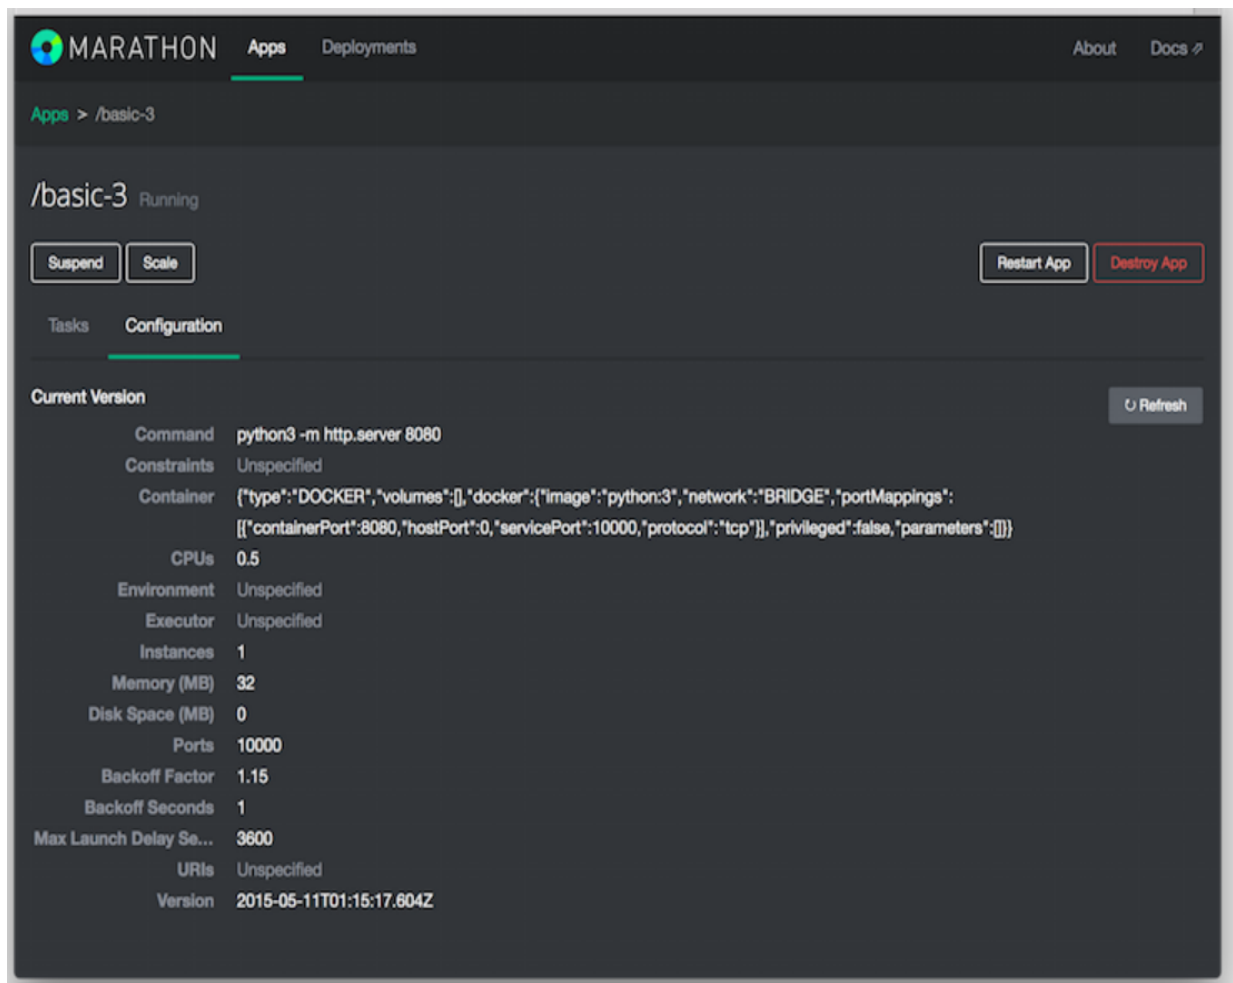 MARATHON Apps Deployments About Docs
Apps > /basic-3
/basic-3 Running
Suspend Scale Restart App Destroy App
Tasks Configuration
Current Version
Refresh
Command python3 -m http.server 8080
Constraints Unspecified
Container {"type":"DOCKER","volumes":[],"docker":{"image":"python:3","network":"BRIDGE","portMappings":
[{"containerPort":8080,"hostPort":0,"servicePort":10000,"protocol":"tcp"}],"privileged":false,"parameters":[]}}
CPUs 0.5
Environment Unspecified
Executor Unspecified
Instances 1
Memory (MB) 32
Disk Space (MB) 0
Ports 10000
Backoff Factor 1.15
Backoff Seconds 1
Max Launch Delay Se... 3600
URIs Unspecified
Version 2015-05-11T01:15:17.604Z